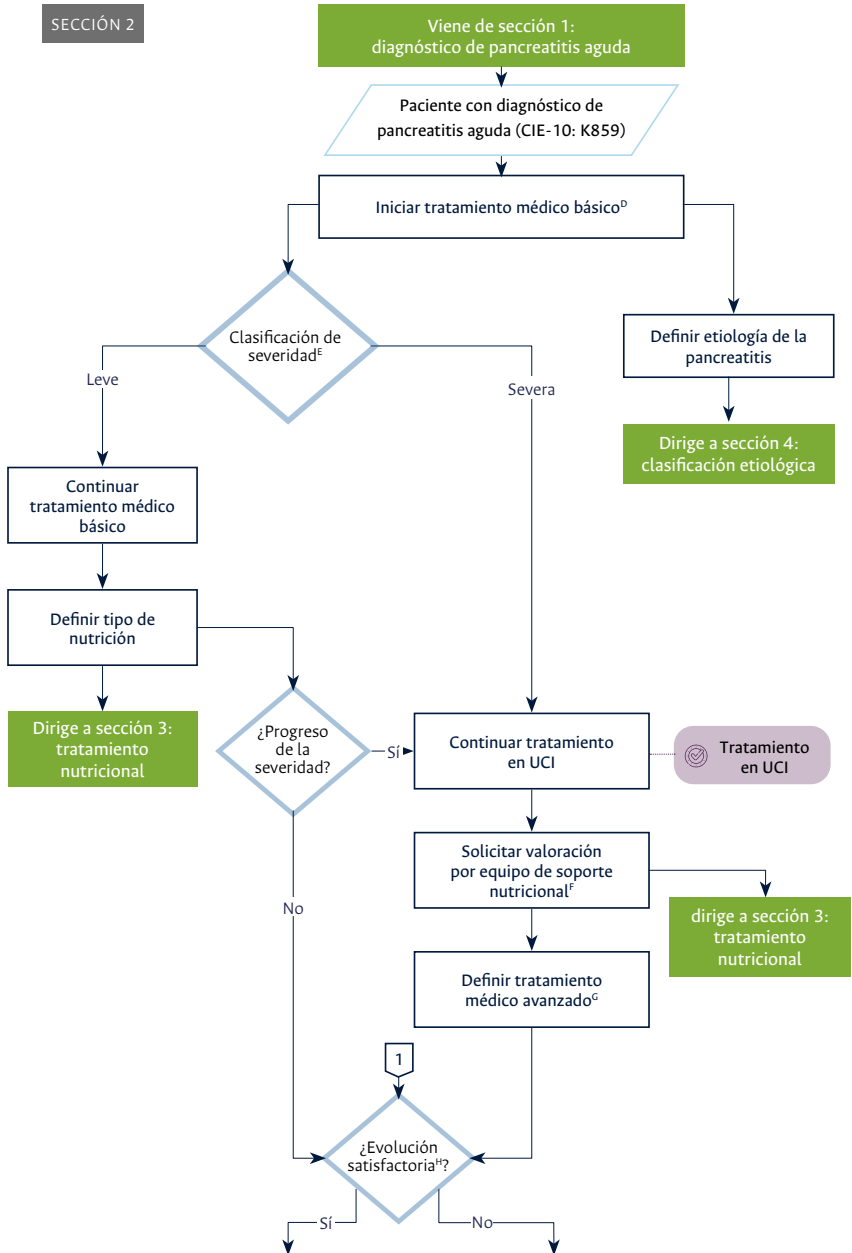 SECCIÓN 2
Viene de sección 1:
diagnóstico de pancreatitis aguda
Paciente con diagnóstico de
pancreatitis aguda (CIE-10: K859)
Iniciar tratamiento médico básicoᴰ
Clasificación de
severidadᴱ
Definir etiología de la
pancreatitis
Leve
Severa
Dirige a sección 4:
clasificación etiológica
Continuar
tratamiento médico
básico
Definir tipo de
nutrición
Dirige a sección 3:
tratamiento
nutricional
¿Progreso
de la
severidad?
Sí
Continuar tratamiento
en UCI
Tratamiento
en UCI
Solicitar valoración
por equipo de soporte
nutricionalꟳ
No
dirige a sección 3:
tratamiento
nutricional
Definir tratamiento
médico avanzadoᴳ
1
¿Evolución
satisfactoriaᴴ?
Sí
No